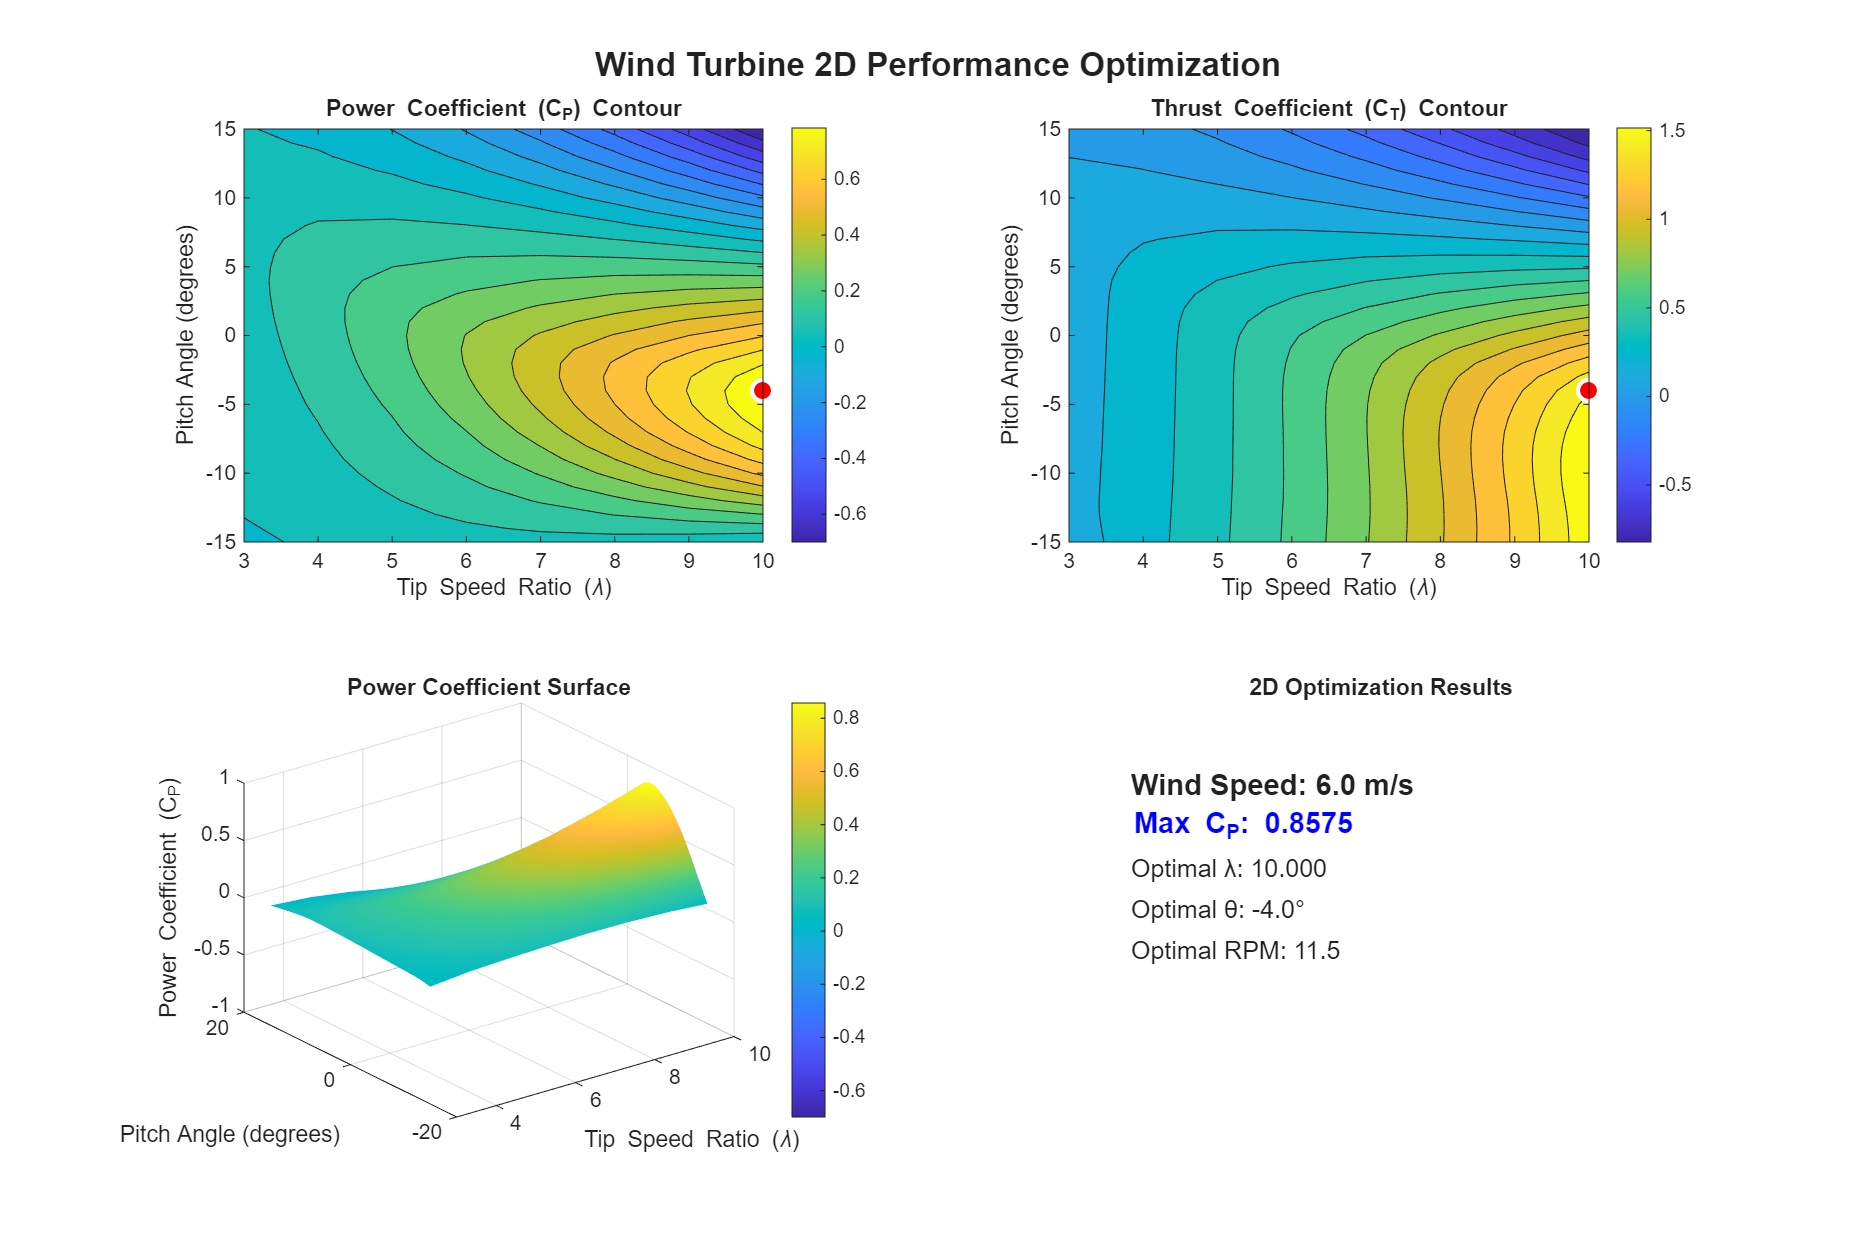 Wind Turbine 2D Performance Optimization
Power Coefficient (C_P) Contour
15
10
5
0
-5
-10
-15
3 4 5 6 7 8 9 10
Pitch Angle (degrees)
Tip Speed Ratio (λ)
0.6
0.4
0.2
0
-0.2
-0.4
-0.6
Thrust Coefficient (C_T) Contour
15
10
5
0
-5
-10
-15
3 4 5 6 7 8 9 10
Pitch Angle (degrees)
Tip Speed Ratio (λ)
1.5
1
0.5
0
-0.5
Power Coefficient Surface
1
0.5
0
-0.5
-1
Power Coefficient (C_P)
20
0
-20
Pitch Angle (degrees)
4
6
8
10
Tip Speed Ratio (λ)
0.8
0.6
0.4
0.2
0
-0.2
-0.4
-0.6
2D Optimization Results
Wind Speed: 6.0 m/s
Max C_P: 0.8575
Optimal λ: 10.000
Optimal θ: -4.0°
Optimal RPM: 11.5